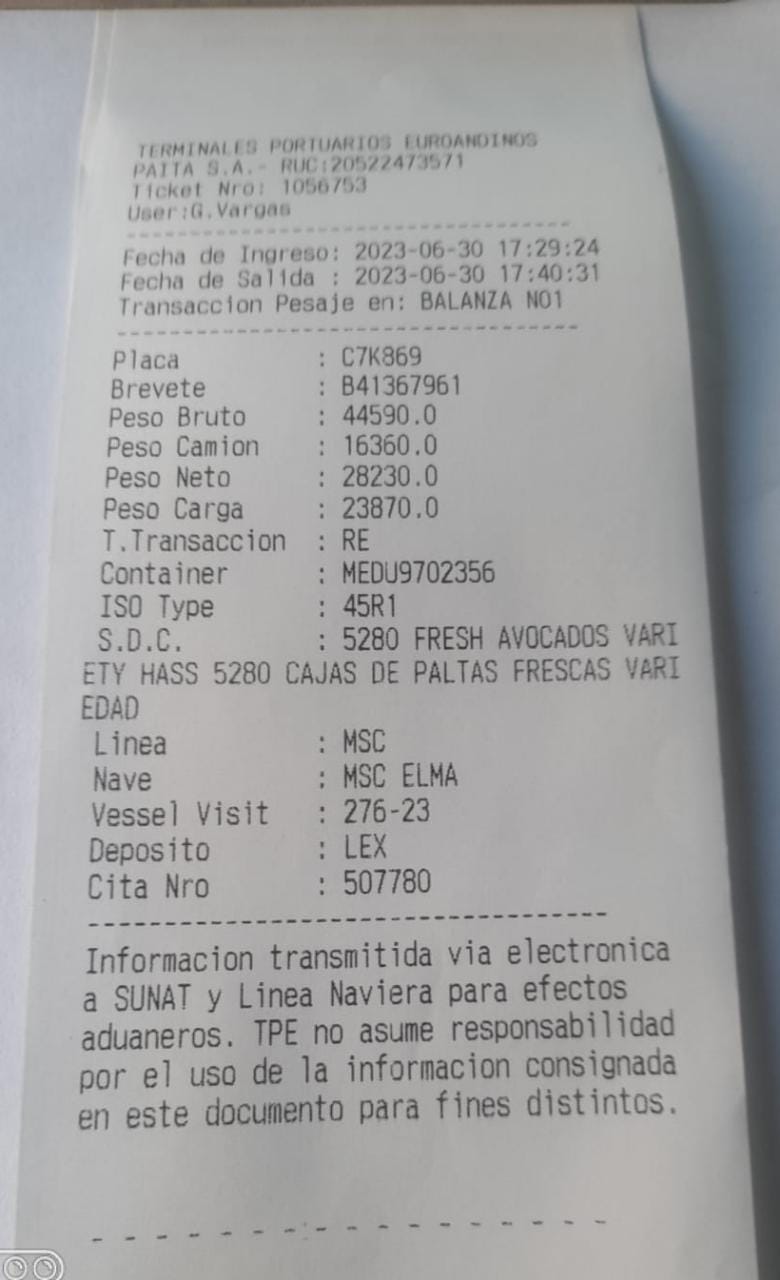 TERMINALES PORTUARIOS EUROANDINOS
PAITA S.A.- RUC:20522473571
Ticket Nro: 1056753
User:G.Vargas
Fecha de Ingreso: 2023-06-30 17:29:24
Fecha de Salida : 2023-06-30 17:40:31
Transaccion Pesaje en: BALANZA N01
Placa : C7K869
Brevete : B41367961
Peso Bruto : 44590.0
Peso Camion : 16360.0
Peso Neto : 28230.0
Peso Carga : 23870.0
T.Transaccion : RE
Container : MEDU9702356
ISO Type : 45R1
S.D.C. : 5280 FRESH AVOCADOS VARI
ETY HASS 5280 CAJAS DE PALTAS FRESCAS VARI
EDAD
Linea : MSC
Nave : MSC ELMA
Vessel Visit : 276-23
Deposito : LEX
Cita Nro : 507780
Informacion transmitida via electronica
a SUNAT y Linea Naviera para efectos
aduaneros. TPE no asume responsabilidad
por el uso de la informacion consignada
en este documento para fines distintos.